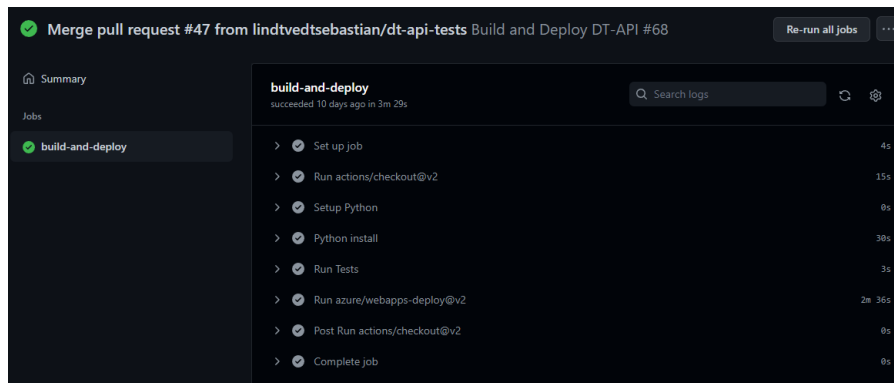 Merge pull request #47 from lindtvedtsebastian/dt-api-tests Build and Deploy DT-API #68
Re-run all jobs
Summary
Jobs
build-and-deploy
build-and-deploy
succeeded 10 days ago in 3m 29s
Search logs
Set up job 4s
Run actions/checkout@v2 15s
Setup Python 0s
Python install 30s
Run Tests 3s
Run azure/webapps-deploy@v2 2m 36s
Post Run actions/checkout@v2 0s
Complete job 0s